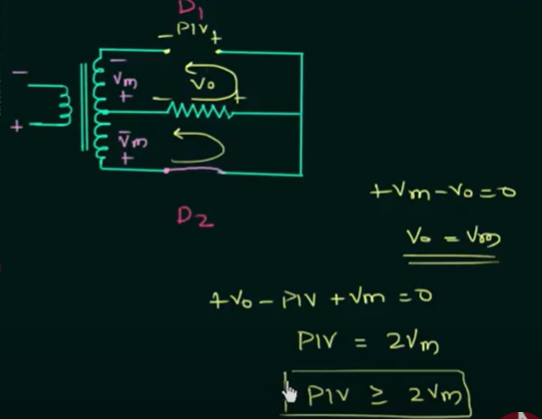 D1
- PIV +
-
-
Vm
+
Vo
- +
+
-
Vm
+
D2
+Vm-Vo=0
Vo = Vm
+Vo - PIV + Vm = 0
PIV = 2Vm
PIV ≥ 2Vm